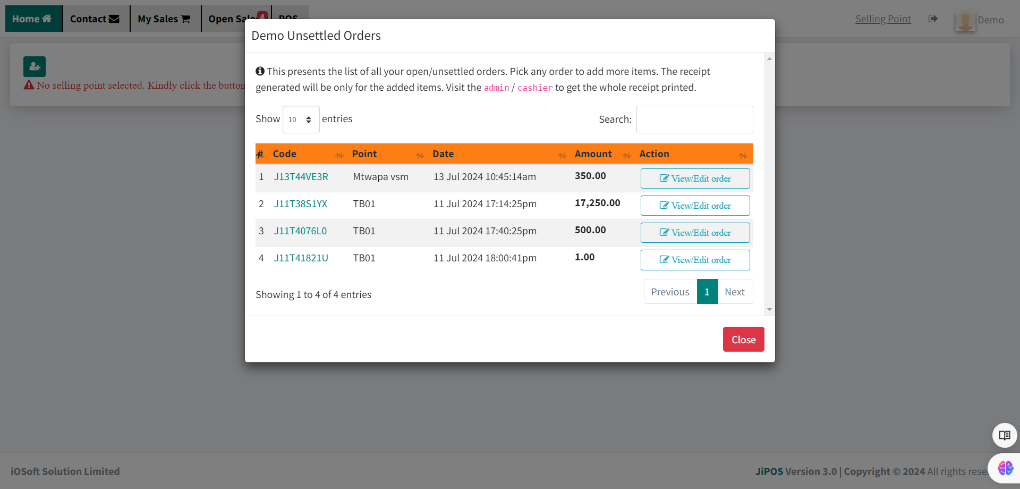 Home
Contact
My Sales
Open Sales 4
POS
Selling Point
Demo
No selling point selected. Kindly click the button
Demo Unsettled Orders
This presents the list of all your open/unsettled orders. Pick any order to add more items. The receipt
generated will be only for the added items. Visit the admin / cashier to get the whole receipt printed.
Show 10 entries
Search:
# Code Point Date Amount Action
1 J13T44VE3R Mtwapa vsm 13 Jul 2024 10:45:14am 350.00 View/Edit order
2 J11T38S1YX TB01 11 Jul 2024 17:14:25pm 17,250.00 View/Edit order
3 J11T4076L0 TB01 11 Jul 2024 17:40:25pm 500.00 View/Edit order
4 J11T41821U TB01 11 Jul 2024 18:00:41pm 1.00 View/Edit order
Showing 1 to 4 of 4 entries
Previous 1 Next
Close
iOSoft Solution Limited
JiPOS Version 3.0 | Copyright © 2024 All rights